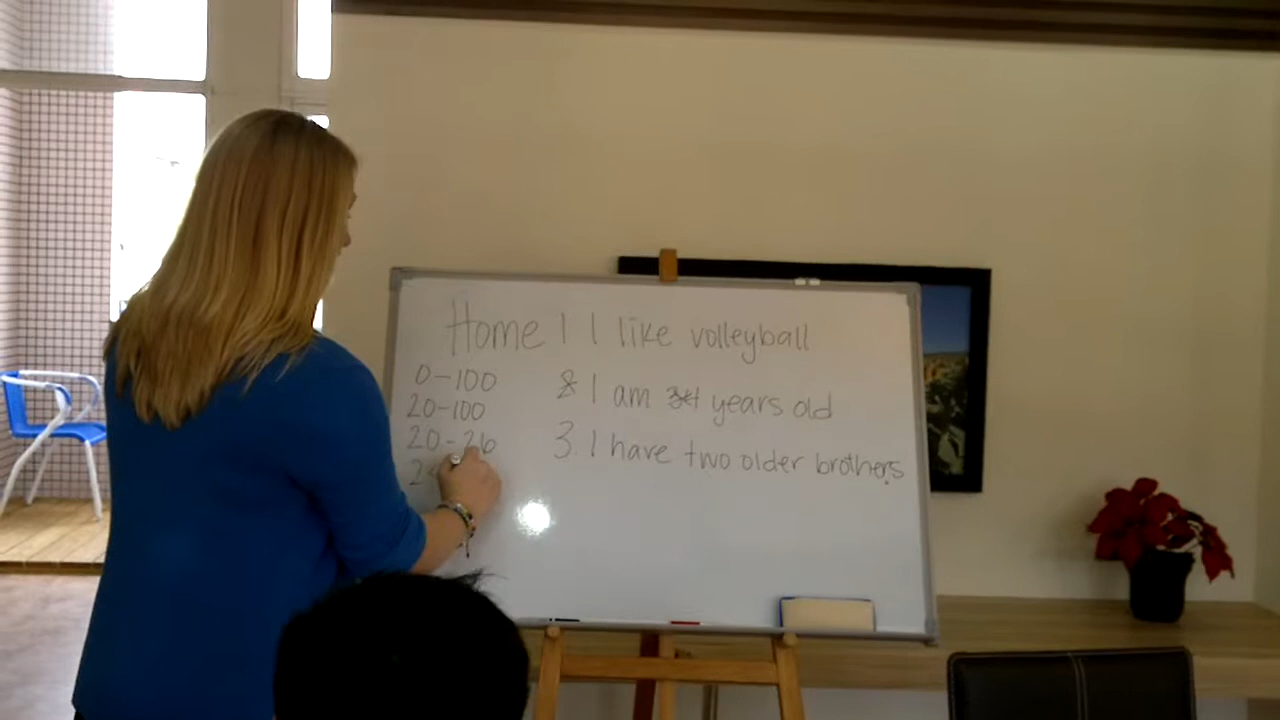 Home 1 I like volleyball
0-100 & I am 34 years old
20-100
20-26 3. I have two older brothers
2